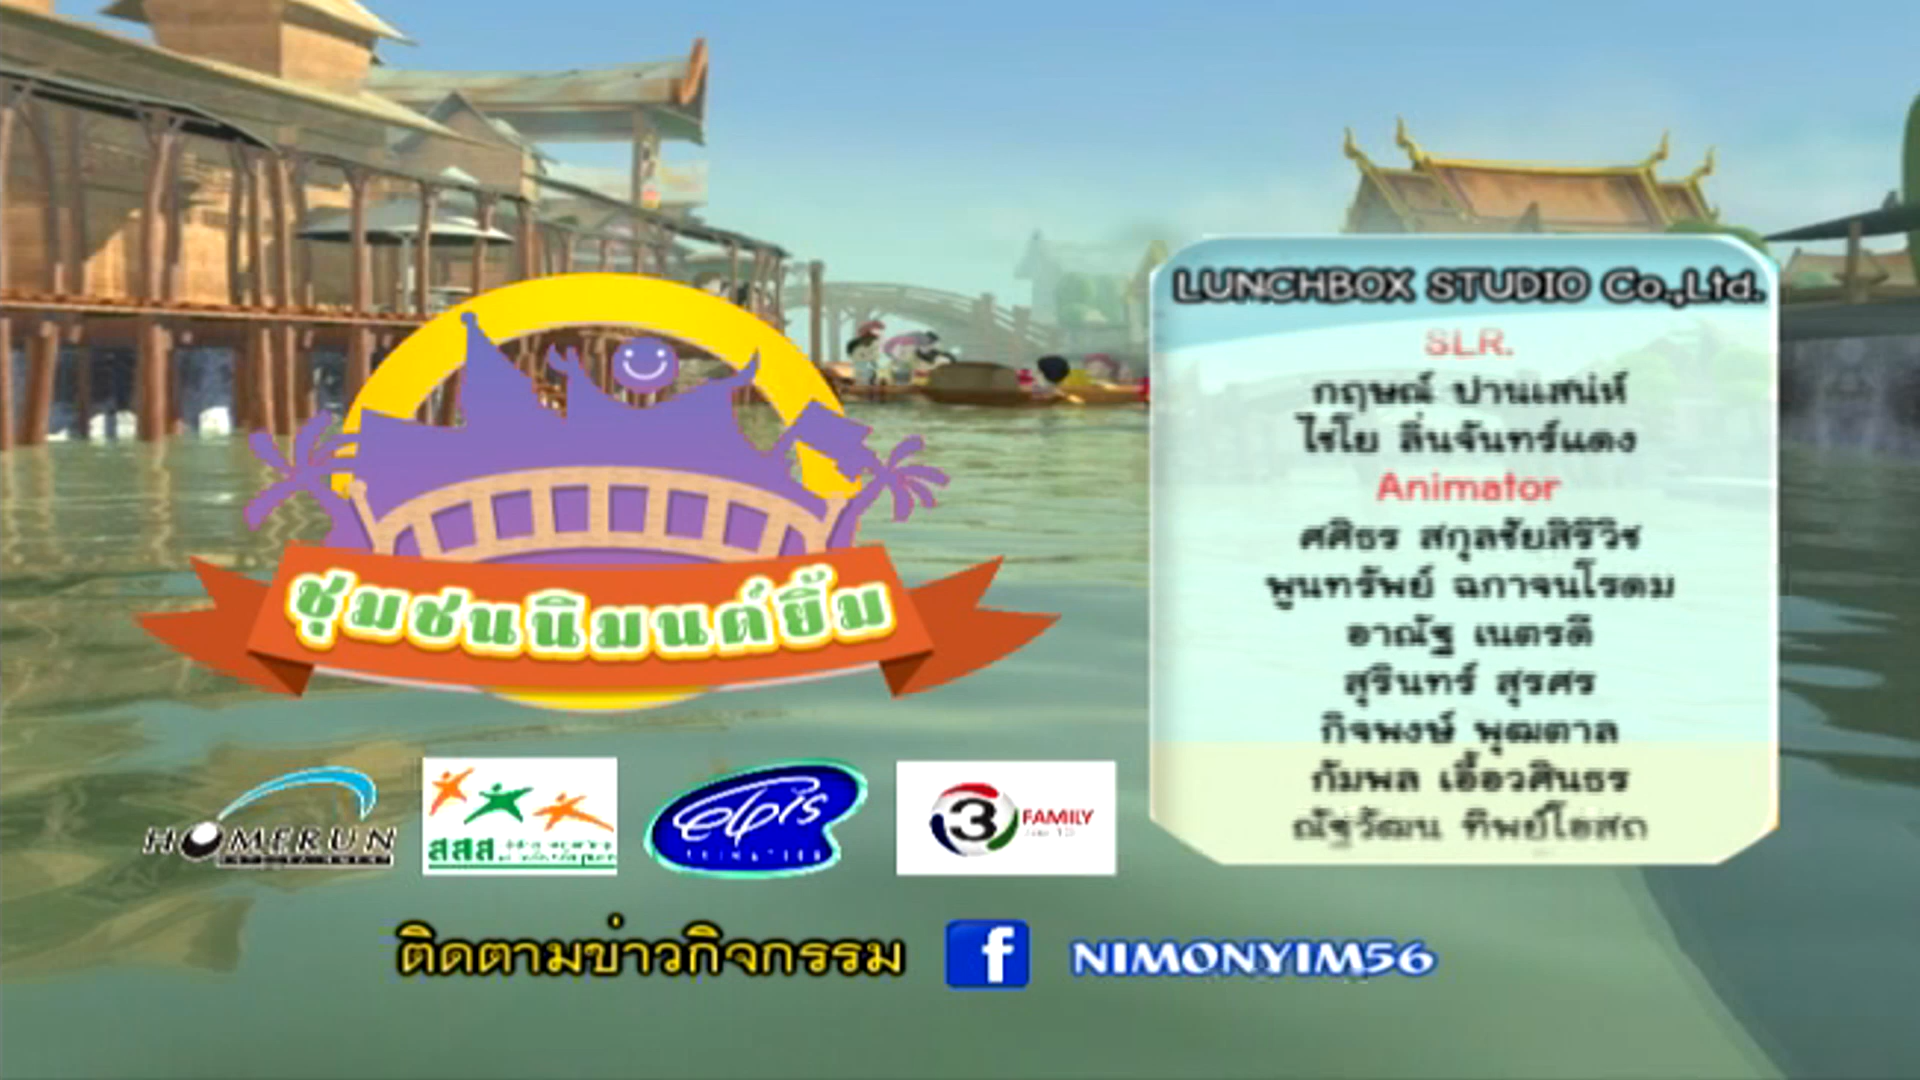 ชุมชนนิมนต์ยิ้ม
LUNCHBOX STUDIO Co.,Ltd.
SLR.
กฤษณ์ ปานเสน่ห์
ไชโย ลิ่นจันทร์แดง
Animator
ศศิธร สกุลชัยสิริวิช
พูนทรัพย์ ฉกาจนโรดม
อาณัฐ เนตรดี
สุรินทร์ สุรศร
กิจพงษ์ พุฒตาล
กัมพล เอื้อวศินธร
ณัฐวัฒน ทิพย์โอสถ
HOMERUN
สสส
elpis
ANIMATION
3 FAMILY
ติดตามข่าวกิจกรรม f NIMONYIM56